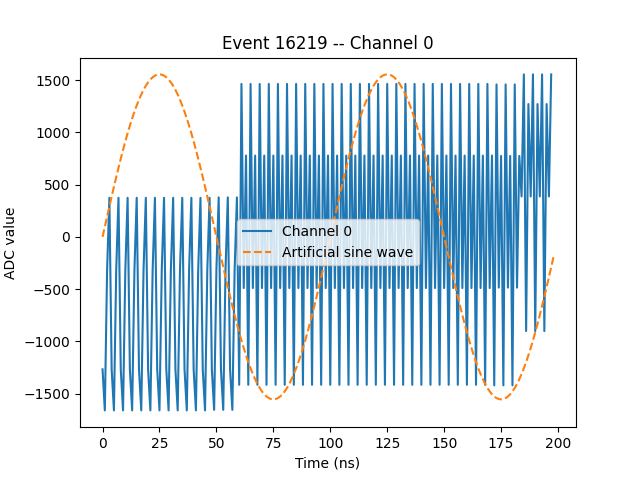 Event 16219 -- Channel 0
ADC value
1500
1000
500
0
−500
−1000
−1500
Channel 0
Artificial sine wave
0 25 50 75 100 125 150 175 200
Time (ns)